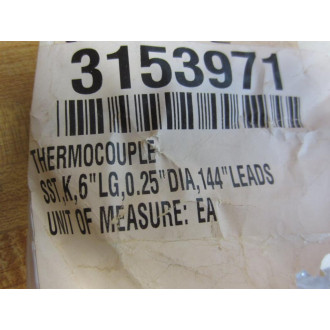 3153971
THERMOCOUPLE
SST,K,6"LG,0.25"DIA,144"LEADS
UNIT OF MEASURE: EA